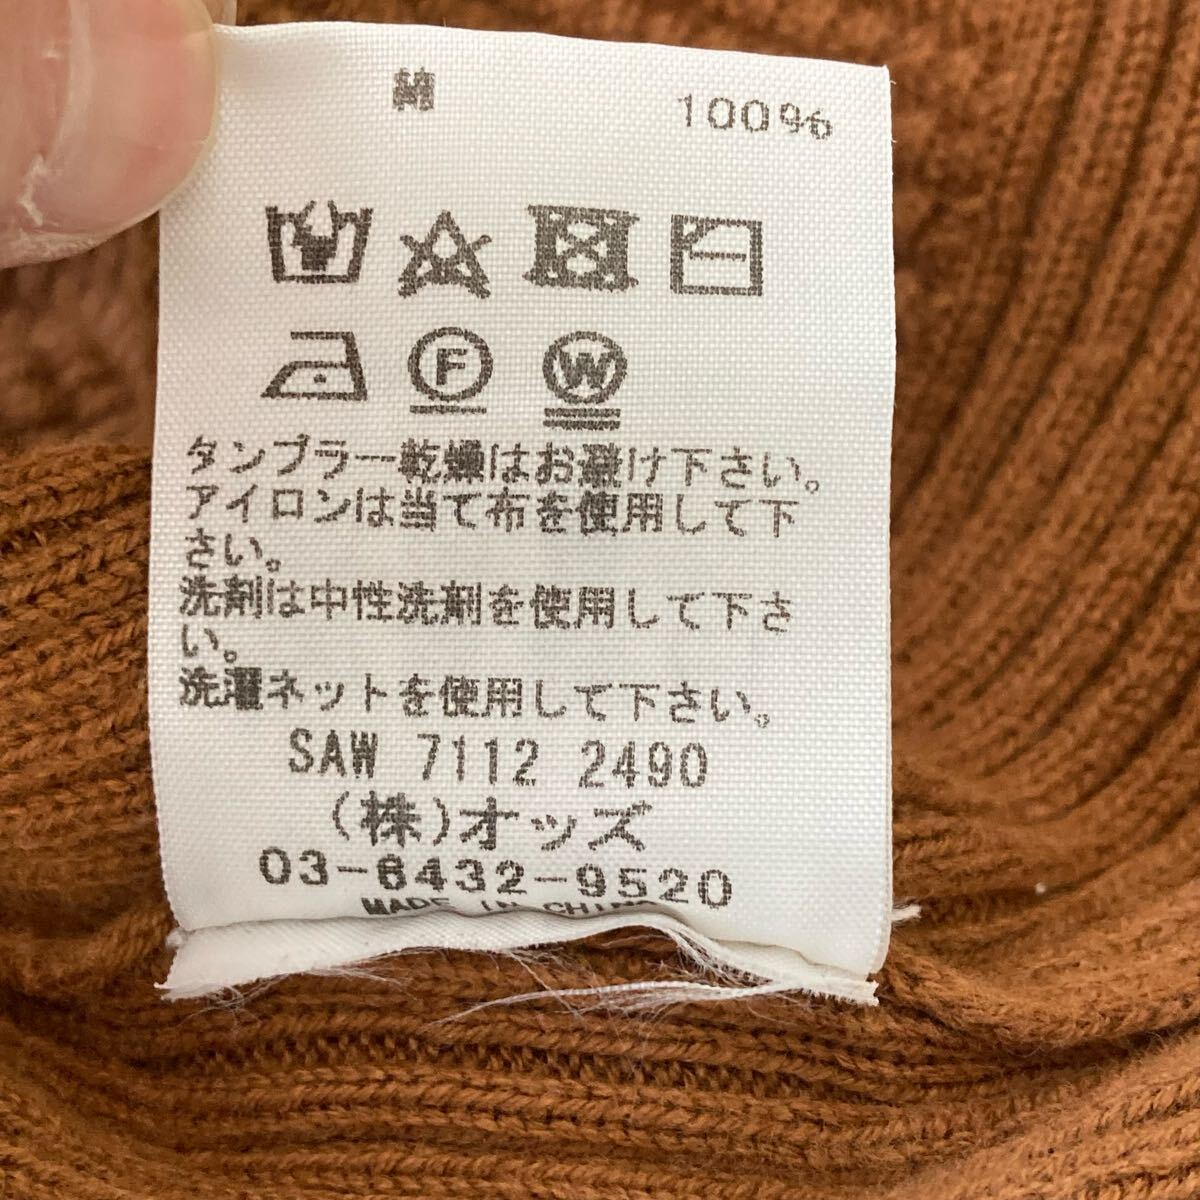 綿 100%
F W
タンブラー乾燥はお避け下さい。
アイロンは当て布を使用して下
さい。
洗剤は中性洗剤を使用して下さ
い。
洗濯ネットを使用して下さい。
SAW 7112 2490
(株)オッズ
03-6432-9520
MADE IN CHINA